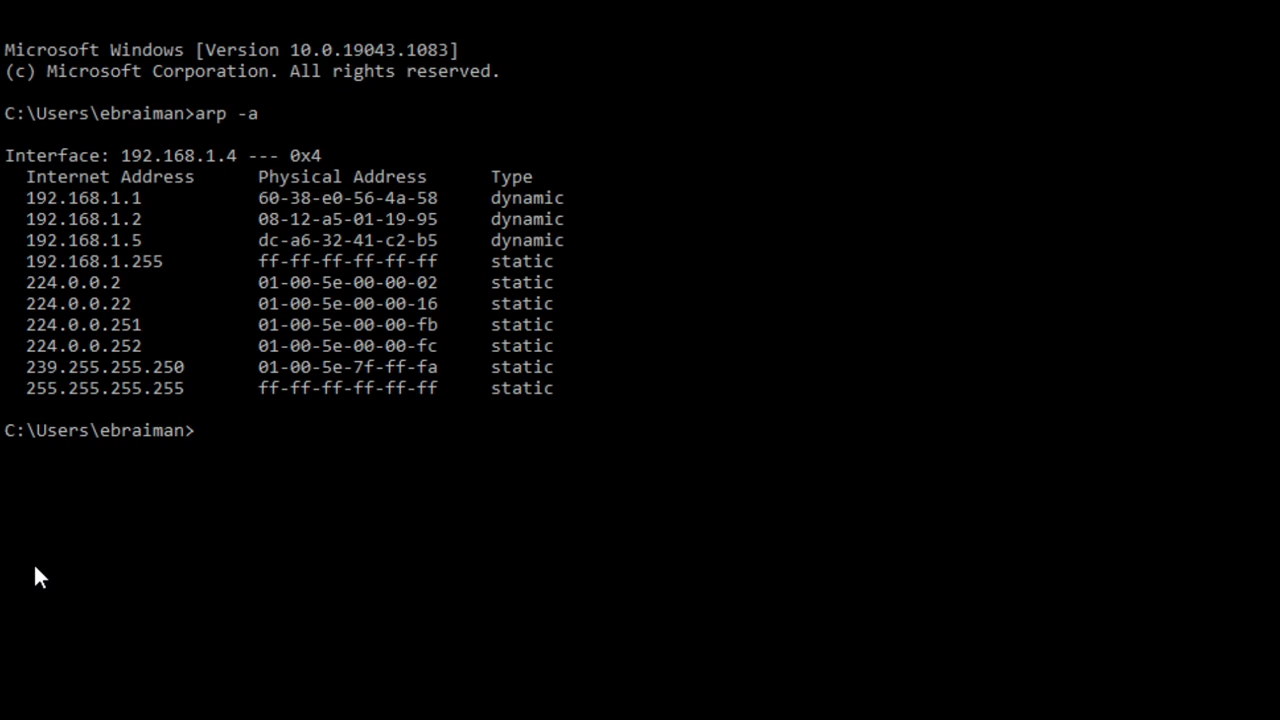 Microsoft Windows [Version 10.0.19043.1083]
(c) Microsoft Corporation. All rights reserved.
C:\Users\ebraiman>arp -a
Interface: 192.168.1.4 --- 0x4
Internet Address Physical Address Type
192.168.1.1 60-38-e0-56-4a-58 dynamic
192.168.1.2 08-12-a5-01-19-95 dynamic
192.168.1.5 dc-a6-32-41-c2-b5 dynamic
192.168.1.255 ff-ff-ff-ff-ff-ff static
224.0.0.2 01-00-5e-00-00-02 static
224.0.0.22 01-00-5e-00-00-16 static
224.0.0.251 01-00-5e-00-00-fb static
224.0.0.252 01-00-5e-00-00-fc static
239.255.255.250 01-00-5e-7f-ff-fa static
255.255.255.255 ff-ff-ff-ff-ff-ff static
C:\Users\ebraiman>